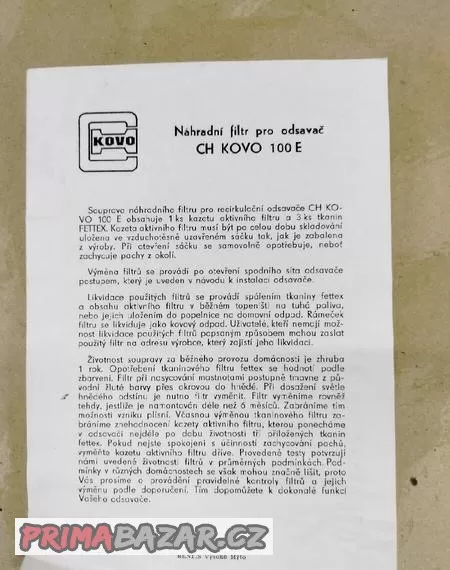 KOVO
Náhradní filtr pro odsavač
CH KOVO 100 E
Souprava náhradního filtru pro recirkulační odsavače CH KO-
VO 100 E obsahuje 1 ks kazetu aktivního filtru a 3 ks tkanin
FETTEX. Kazeta aktivního filtru musí být po celou dobu skladování
uložena ve vzduchotěsně uzavřeném sáčku tak, jak je zabalena
z výroby. Při otevření sáčku se samovolně opotřebuje, neboť
zachycuje pachy z okolí.
Výměna filtrů se provádí po otevření spodního síta odsavače
postupem, který je uveden v návodu k instalaci odsavače.
Likvidace použitých filtrů se provádí spálením tkaniny fettex
a obsahu aktivního filtru v běžném topeništi na tuhá paliva,
nebo jejich uložením do popelnice na domovní odpad. Rámeček
filtru se likviduje jako kovový odpad. Uživatelé, kteří nemají mož-
nost likvidace použitých filtrů popsaným způsobem mohou zaslat
použitý filtr na adresu výrobce, který zajistí jeho likvidaci.
Životnost soupravy za běžného provozu domácnosti je zhruba
1 rok. Opotřebení tkaninového filtru fettex se hodnotí podle
zbarvení. Filtr při nasycování mastnotami postupně tmavne z pů-
vodní žluté barvy přes okrovou do hnědé. Při dosažení světle
hnědého odstínu je nutno filtr vyměnit. Filtr vyměníme rovněž
tehdy, jestliže je namontován déle než 6 měsíců. Zabráníme tím
možnosti vzniku plísní. Včasnou výměnou tkaninového filtru za-
bráníme znehodnocení kazety aktivního filtru, kterou ponecháme
v odsavači nejdéle po dobu životnosti tří přiložených tkanin
fettex. Pokud nejste spokojeni s účinností zachycování pachů,
vyměňte kazetu aktivního filtru dříve. Provedené testy potvrzují
námi uvedené životnosti filtrů v průměrných podmínkách. Pod-
mínky v různých domácnostech se však mohou značně lišit, proto
Vás prosíme o provádění pravidelné kontroly filtrů a jejich
výměnu podle doporučení. Tím dopomůžete k dokonalé funkci
Vašeho odsavače.
PRIMABAZAR.CZ
BENEŠ Vysoké Mýto